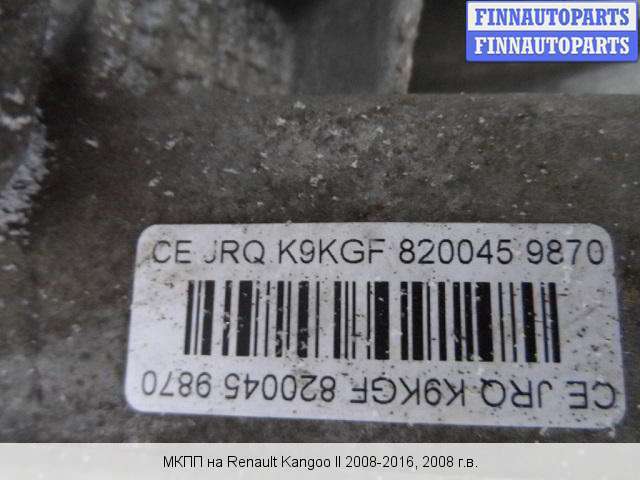 FINNAUTOPARTS
FINNAUTOPARTS
CE JRQ K9KGF 820045 9870
CE JRQ K9KGF 820045 9870
МКПП на Renault Kangoo II 2008-2016, 2008 г.в.